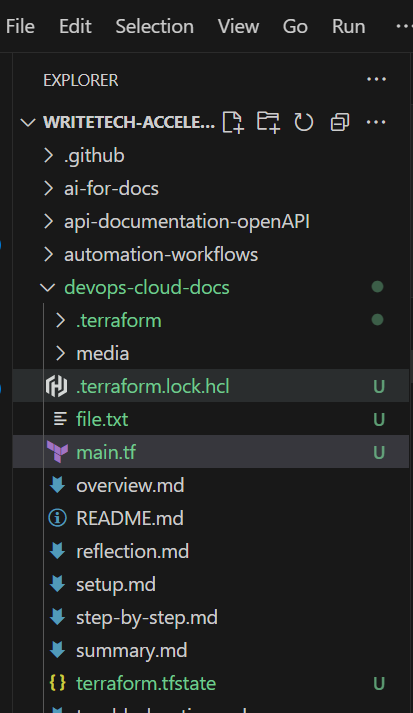 File Edit Selection View Go Run ...
EXPLORER ...
WRITETECH-ACCELE... ...
.github
ai-for-docs
api-documentation-openAPI
automation-workflows
devops-cloud-docs
.terraform
media
.terraform.lock.hcl U
file.txt U
main.tf U
overview.md
README.md
reflection.md
setup.md
step-by-step.md
summary.md
{} terraform.tfstate U